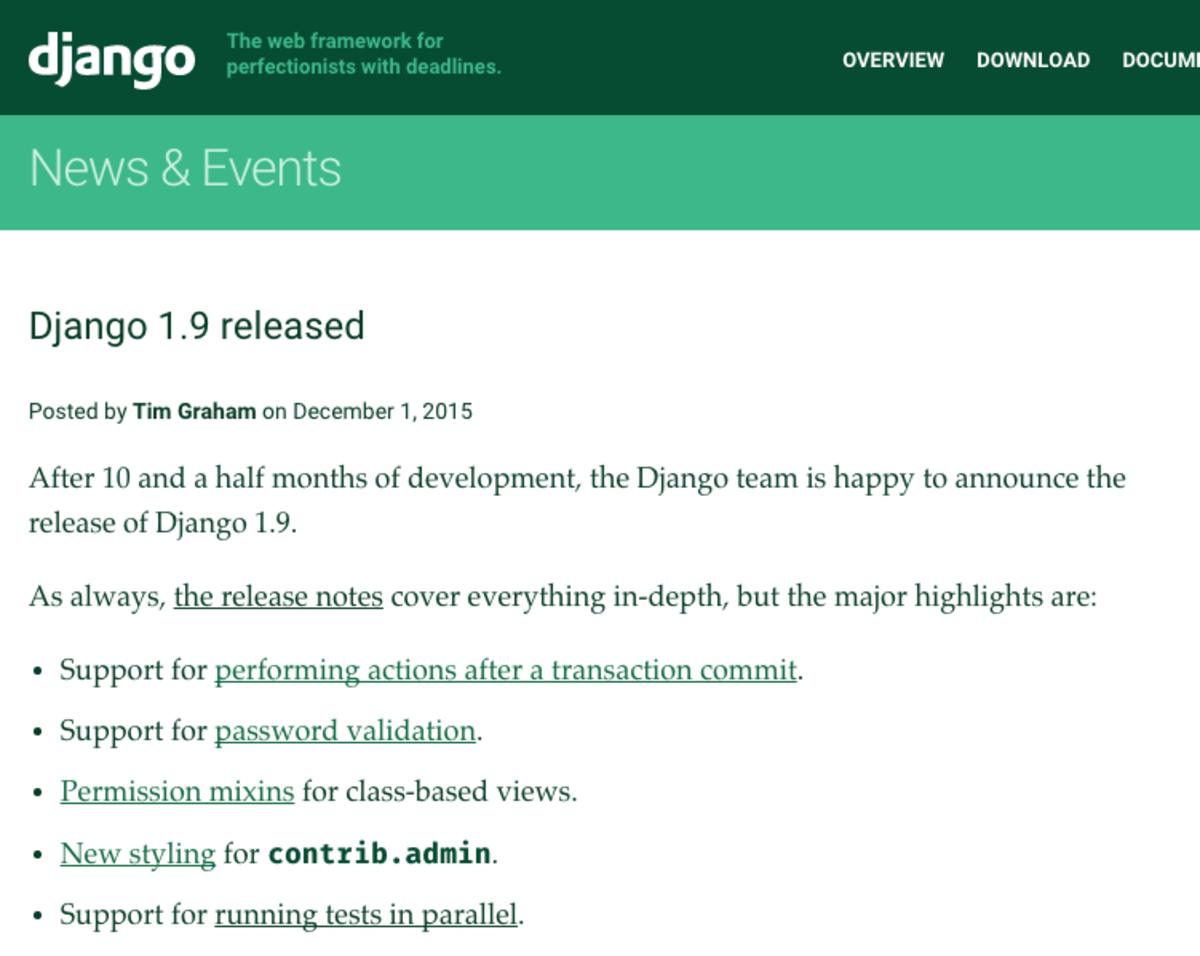 django
The web framework for
perfectionists with deadlines.
OVERVIEW DOWNLOAD DOCUM
News & Events
Django 1.9 released
Posted by Tim Graham on December 1, 2015
After 10 and a half months of development, the Django team is happy to announce the
release of Django 1.9.
As always, the release notes cover everything in-depth, but the major highlights are:
• Support for performing actions after a transaction commit.
• Support for password validation.
• Permission mixins for class-based views.
• New styling for contrib.admin.
• Support for running tests in parallel.